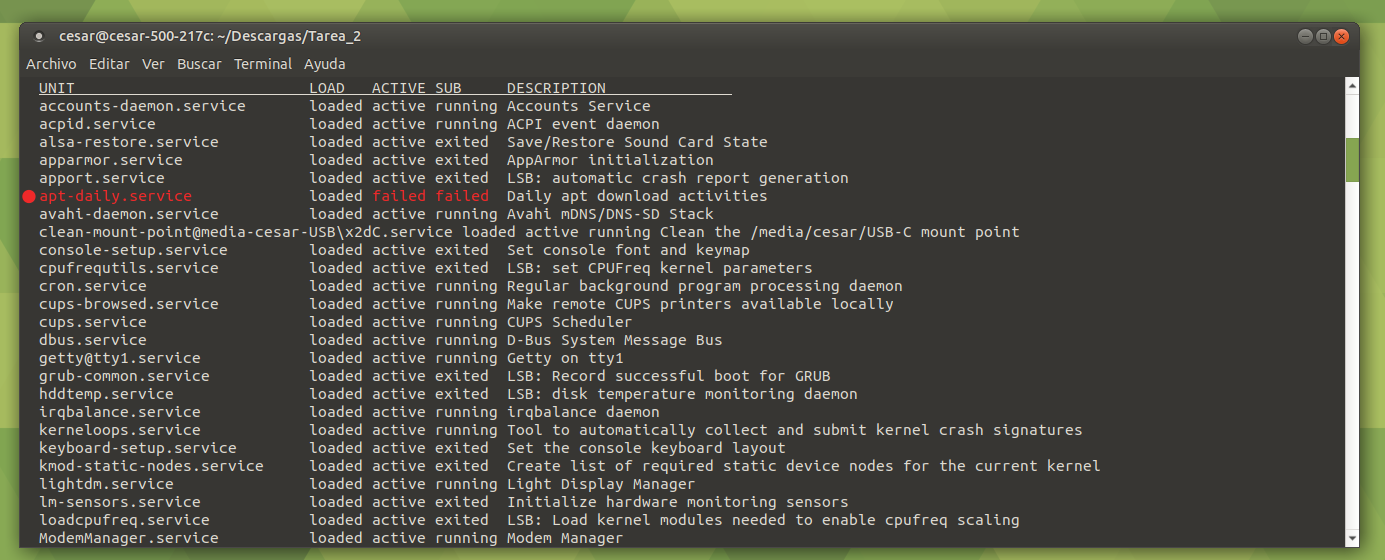 cesar@cesar-500-217c: ~/Descargas/Tarea_2
Archivo Editar Ver Buscar Terminal Ayuda
UNIT LOAD ACTIVE SUB DESCRIPTION
accounts-daemon.service loaded active running Accounts Service
acpid.service loaded active running ACPI event daemon
alsa-restore.service loaded active exited Save/Restore Sound Card State
apparmor.service loaded active exited AppArmor initialization
apport.service loaded active exited LSB: automatic crash report generation
● apt-daily.service loaded failed failed Daily apt download activities
avahi-daemon.service loaded active running Avahi mDNS/DNS-SD Stack
clean-mount-point@media-cesar-USB\x2dC.service loaded active running Clean the /media/cesar/USB-C mount point
console-setup.service loaded active exited Set console font and keymap
cpufrequtils.service loaded active exited LSB: set CPUFreq kernel parameters
cron.service loaded active running Regular background program processing daemon
cups-browsed.service loaded active running Make remote CUPS printers available locally
cups.service loaded active running CUPS Scheduler
dbus.service loaded active running D-Bus System Message Bus
getty@tty1.service loaded active running Getty on tty1
grub-common.service loaded active exited LSB: Record successful boot for GRUB
hddtemp.service loaded active exited LSB: disk temperature monitoring daemon
irqbalance.service loaded active running irqbalance daemon
kerneloops.service loaded active running Tool to automatically collect and submit kernel crash signatures
keyboard-setup.service loaded active exited Set the console keyboard layout
kmod-static-nodes.service loaded active exited Create list of required static device nodes for the current kernel
lightdm.service loaded active running Light Display Manager
lm-sensors.service loaded active exited Initialize hardware monitoring sensors
loadcpufreq.service loaded active exited LSB: Load kernel modules needed to enable cpufreq scaling
ModemManager.service loaded active running Modem Manager